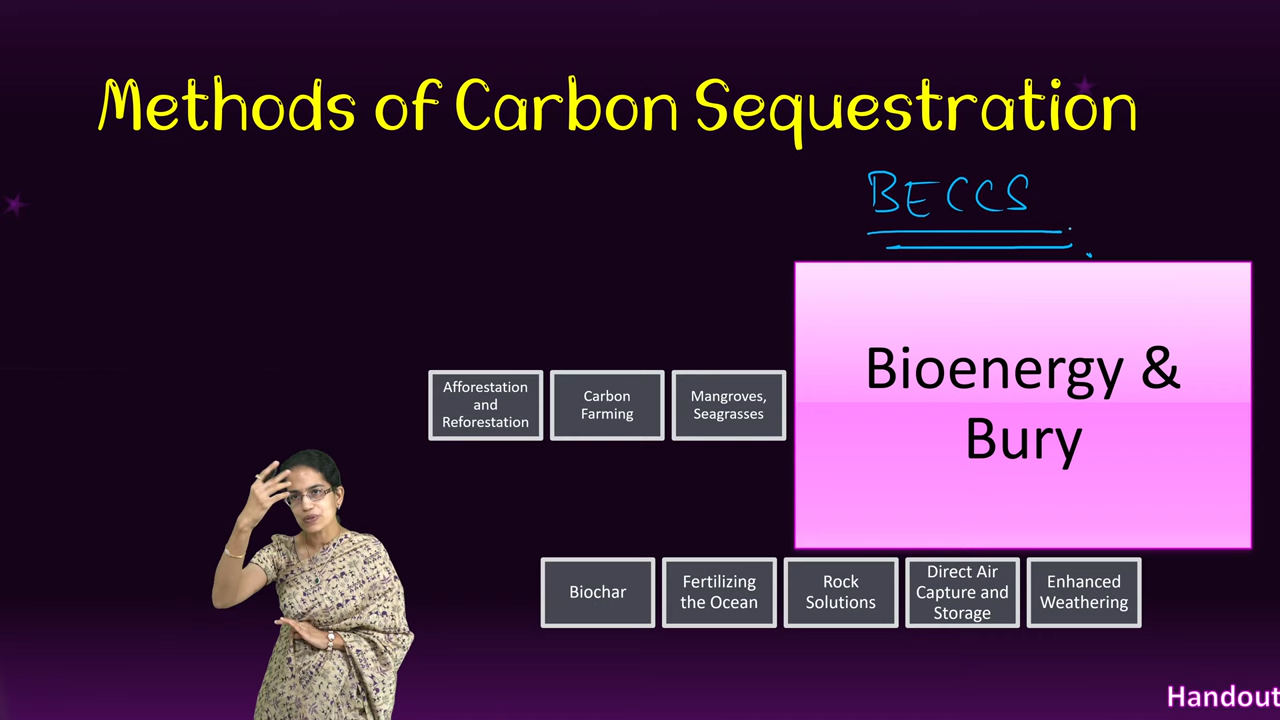 Methods of Carbon Sequestration
BECCS
Bioenergy &
Bury
Afforestation
and
Reforestation
Carbon
Farming
Mangroves,
Seagrasses
Biochar
Fertilizing
the Ocean
Rock
Solutions
Direct Air
Capture and
Storage
Enhanced
Weathering
Handout